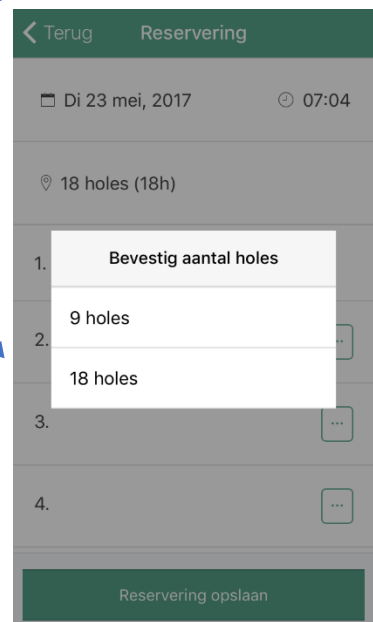 Terug Reservering
Di 23 mei, 2017 07:04
18 holes (18h)
Bevestig aantal holes
1.
9 holes
2. ...
18 holes
3. ...
4. ...
Reservering opslaan